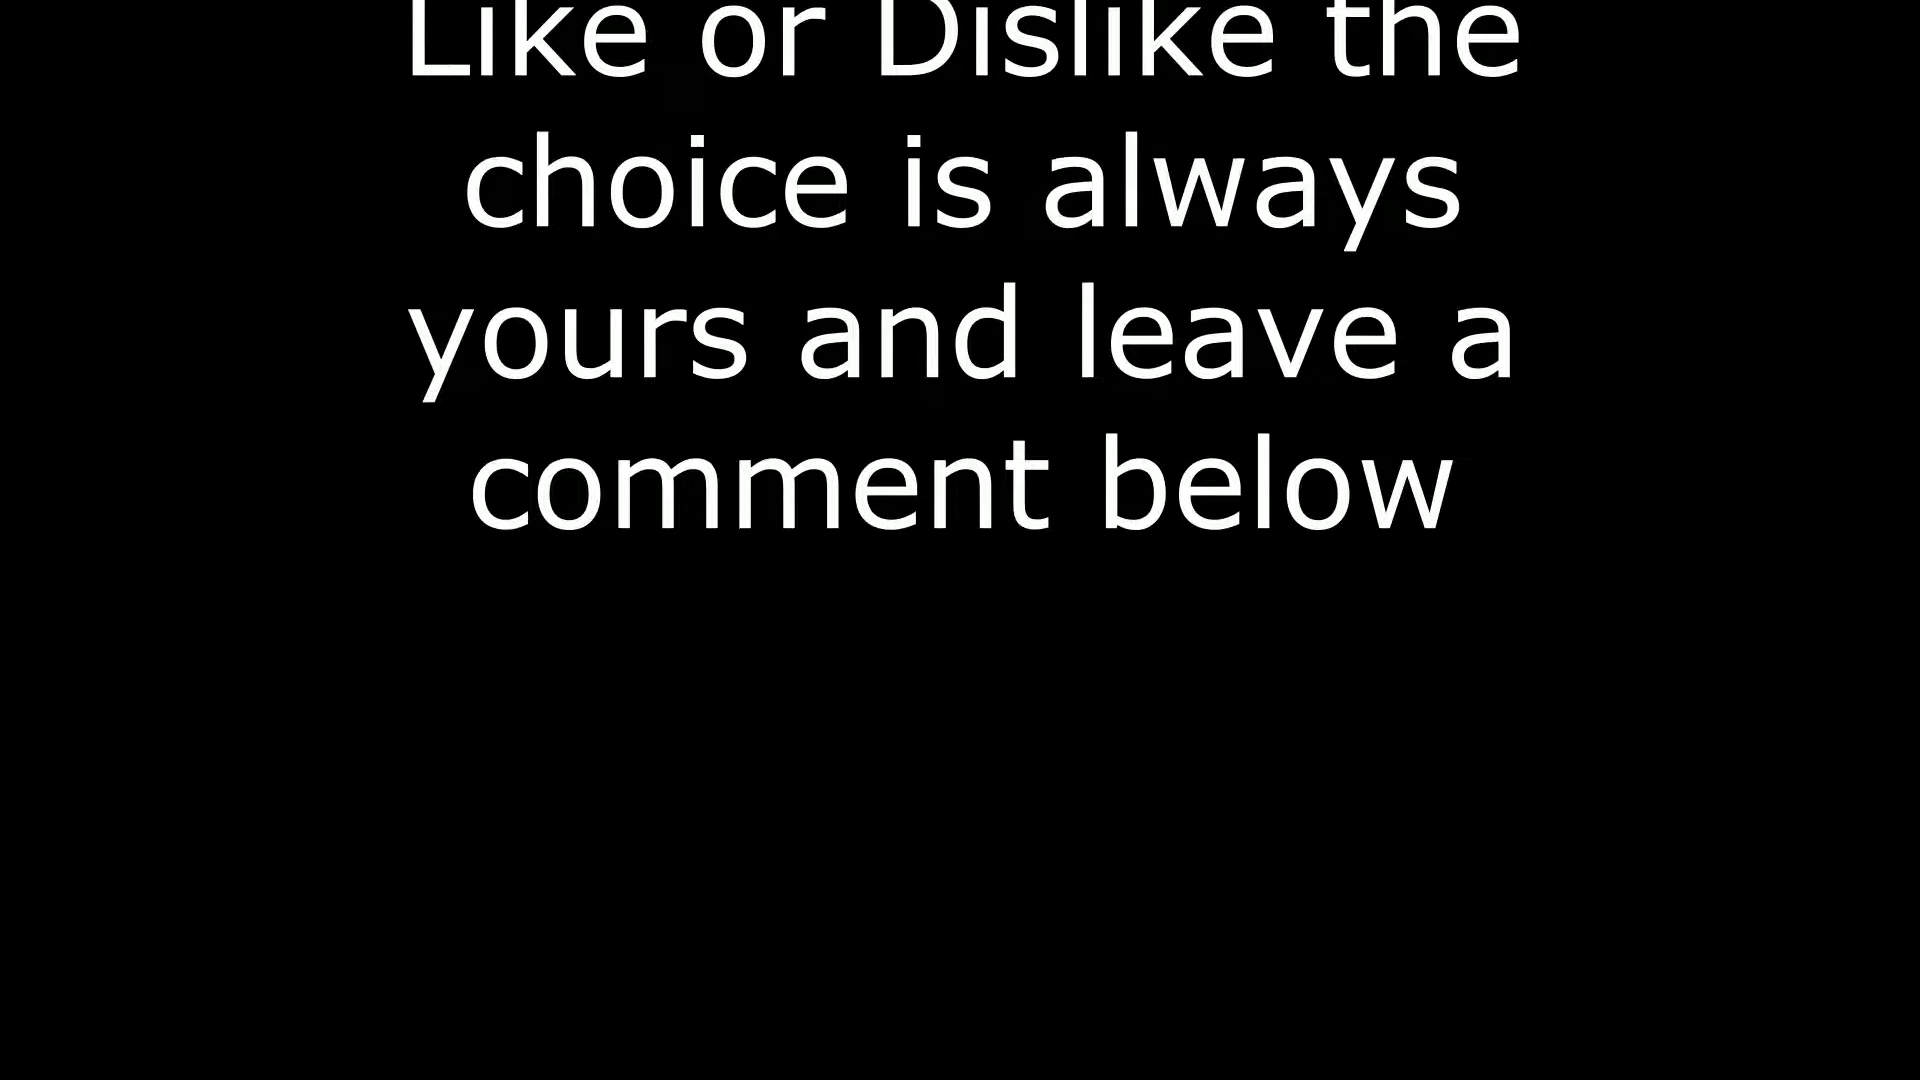 Like or Dislike the
choice is always
yours and leave a
comment below